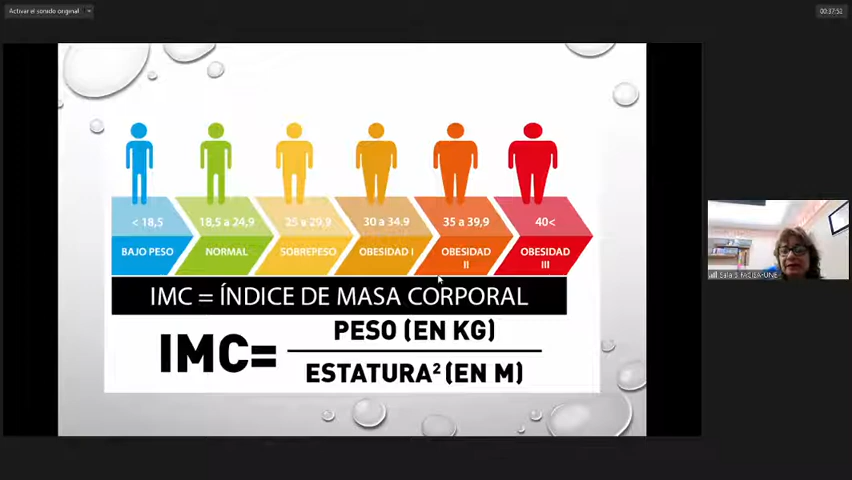 Activar el sonido original
00:37:52
< 18,5
18,5 a 24,9
25 a 29,9
30 a 34.9
35 a 39,9
40<
BAJO PESO
NORMAL
SOBREPESO
OBESIDAD I
OBESIDAD
II
OBESIDAD
III
IMC = ÍNDICE DE MASA CORPORAL
IMC=
PESO (EN KG)
ESTATURA² (EN M)